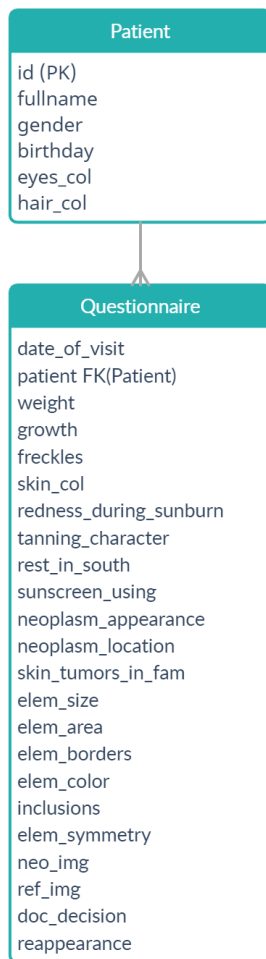 Patient
id (PK)
fullname
gender
birthday
eyes_col
hair_col
Questionnaire
date_of_visit
patient FK(Patient)
weight
growth
freckles
skin_col
redness_during_sunburn
tanning_character
rest_in_south
sunscreen_using
neoplasm_appearance
neoplasm_location
skin_tumors_in_fam
elem_size
elem_area
elem_borders
elem_color
inclusions
elem_symmetry
neo_img
ref_img
doc_decision
reappearance